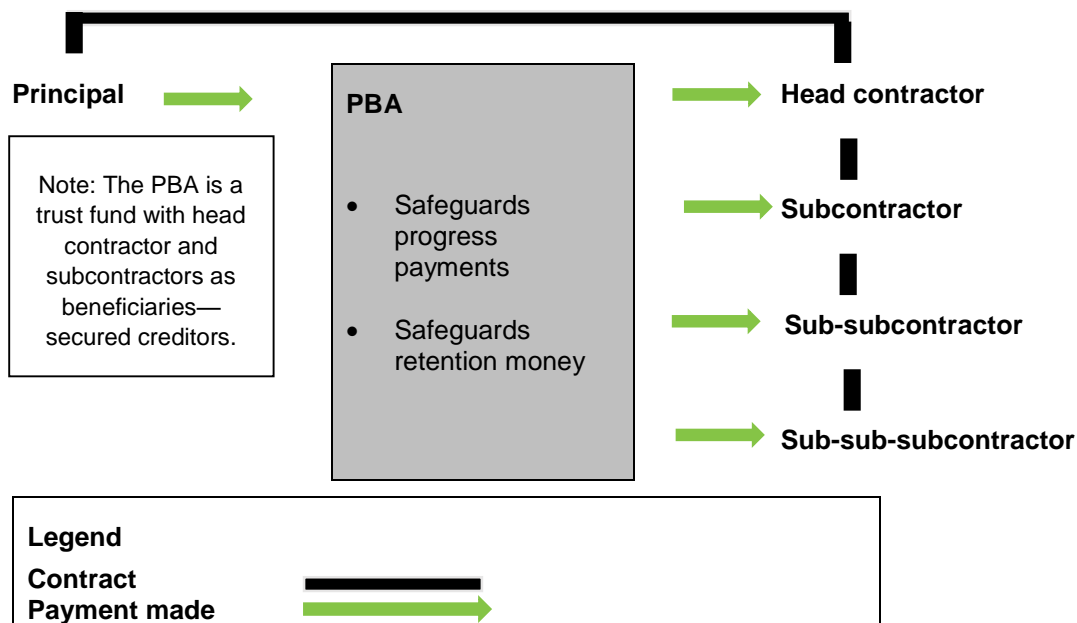 Principal
PBA
Head contractor
Note: The PBA is a
trust fund with head
contractor and
subcontractors as
beneficiaries—
secured creditors.
• Safeguards
progress
payments
• Safeguards
retention money
Subcontractor
Sub-subcontractor
Sub-sub-subcontractor
Legend
Contract
Payment made